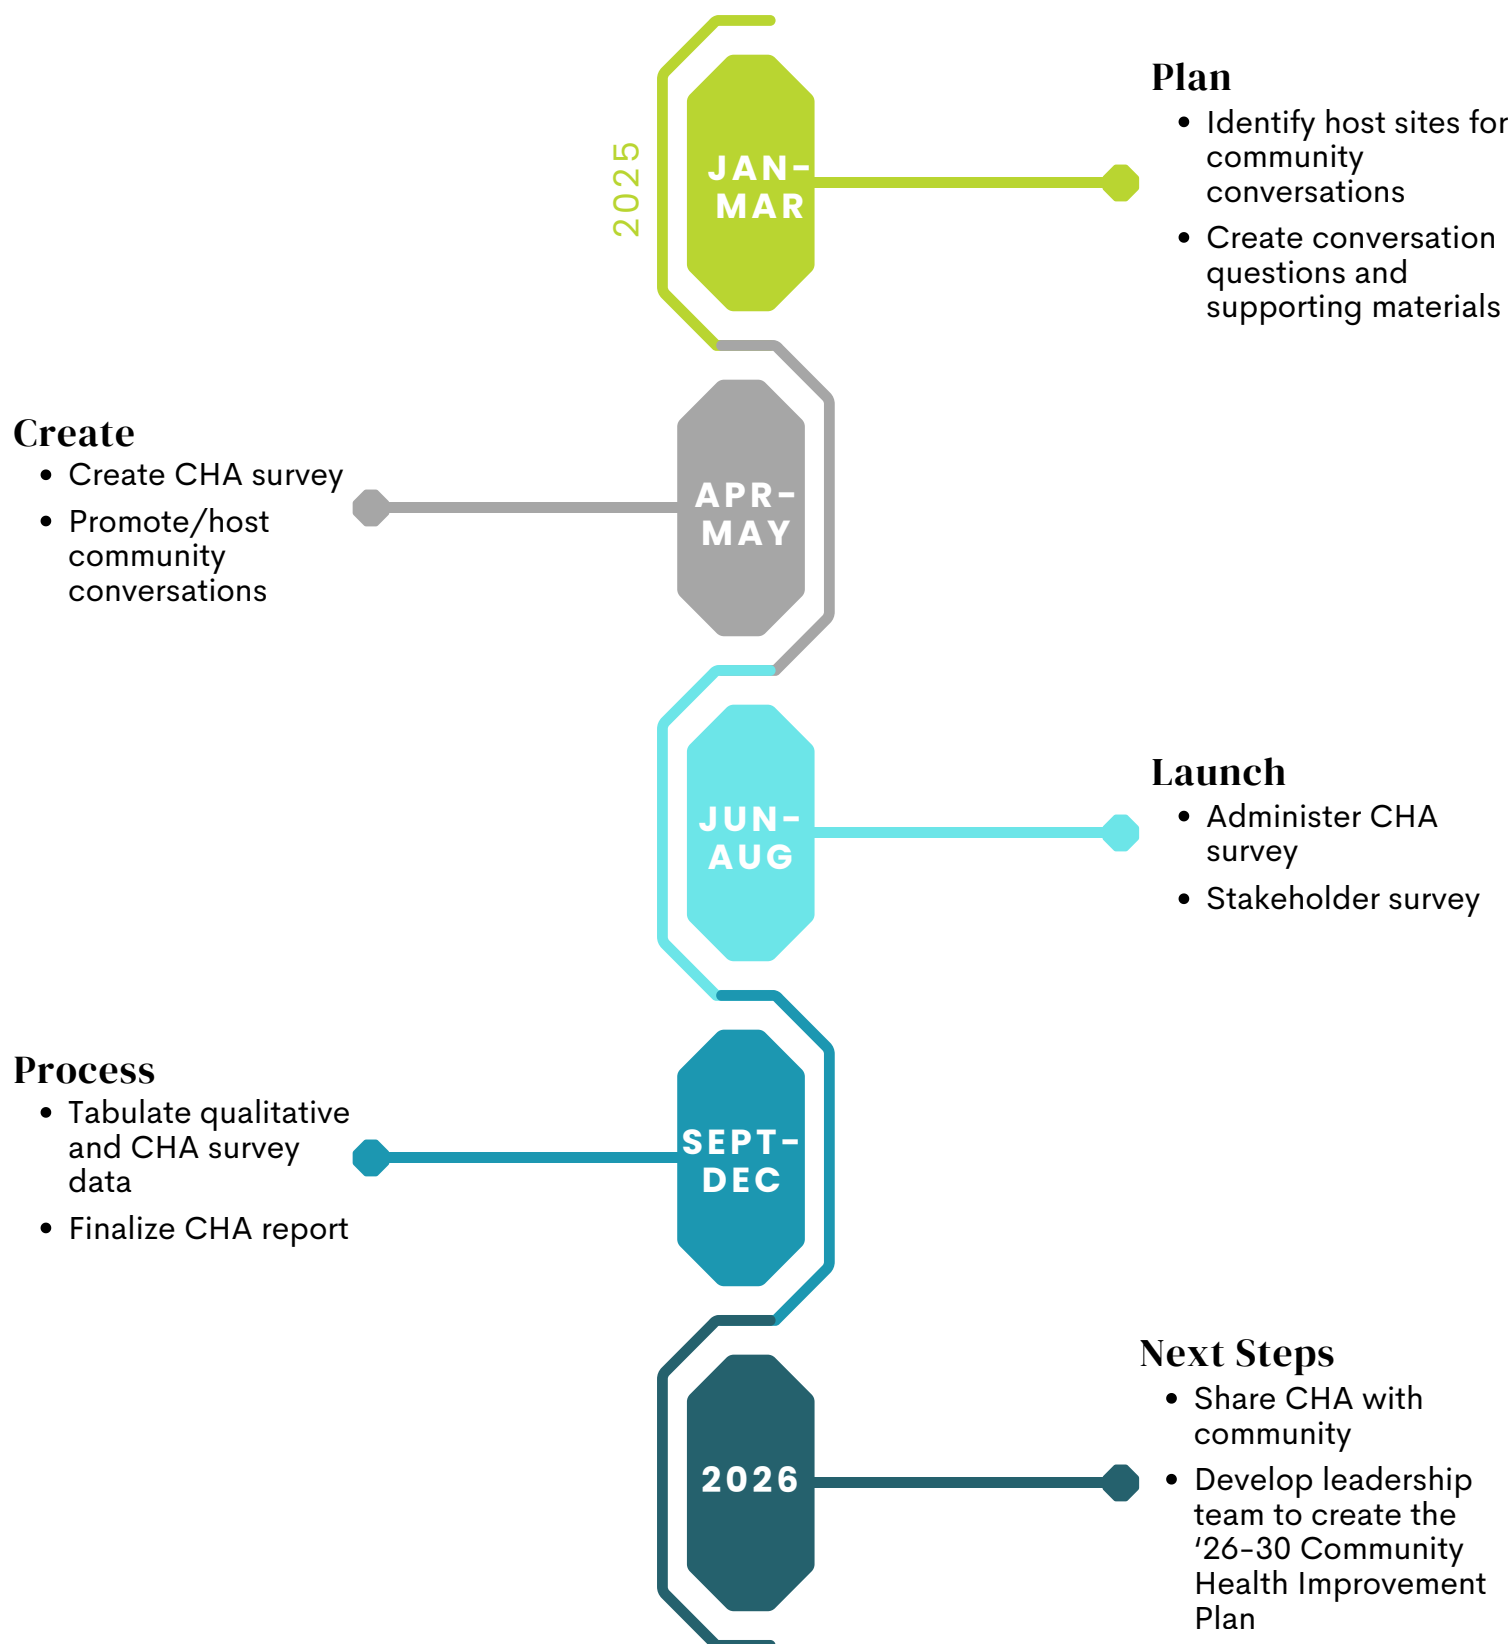 2025
JAN-
MAR
Plan
• Identify host sites for
community
conversations
• Create conversation
questions and
supporting materials
Create
• Create CHA survey
• Promote/host
community
conversations
APR-
MAY
JUN-
AUG
Launch
• Administer CHA
survey
• Stakeholder survey
Process
• Tabulate qualitative
and CHA survey
data
• Finalize CHA report
SEPT-
DEC
2026
Next Steps
• Share CHA with
community
• Develop leadership
team to create the
‘26-30 Community
Health Improvement
Plan